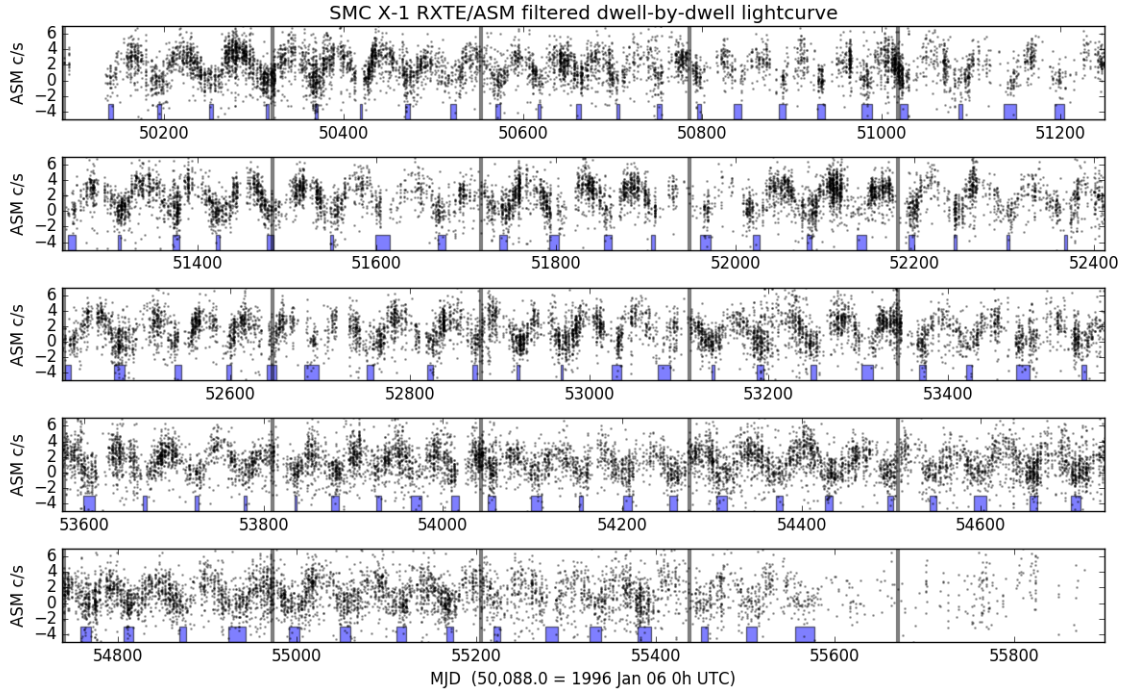 SMC X-1 RXTE/ASM filtered dwell-by-dwell lightcurve
ASM c/s
6
4
2
0
−2
−4
50200 50400 50600 50800 51000 51200
ASM c/s
6
4
2
0
−2
−4
51400 51600 51800 52000 52200 52400
ASM c/s
6
4
2
0
−2
−4
52600 52800 53000 53200 53400
ASM c/s
6
4
2
0
−2
−4
53600 53800 54000 54200 54400 54600
ASM c/s
6
4
2
0
−2
−4
54800 55000 55200 55400 55600 55800
MJD (50,088.0 = 1996 Jan 06 0h UTC)